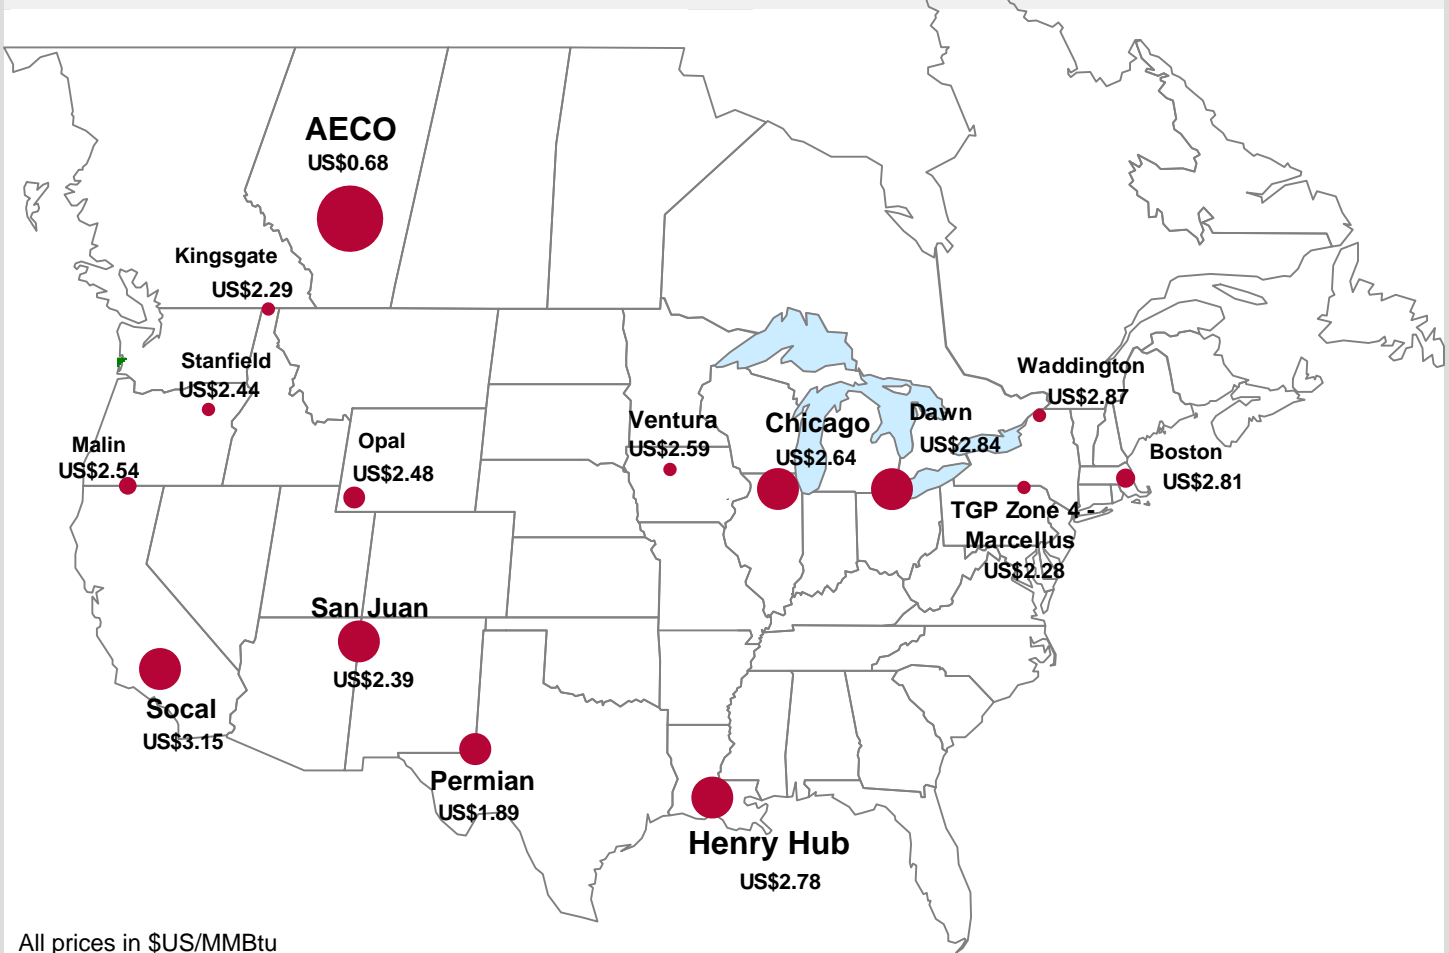 AECO
US$0.68
Kingsgate
US$2.29
Stanfield
US$2.44
Malin
US$2.54
Opal
US$2.48
Ventura
US$2.59
Chicago
US$2.64
Dawn
US$2.84
Waddington
US$2.87
Boston
US$2.81
TGP Zone 4 -
Marcellus
US$2.28
San Juan
US$2.39
Socal
US$3.15
Permian
US$1.89
Henry Hub
US$2.78
All prices in $US/MMBtu